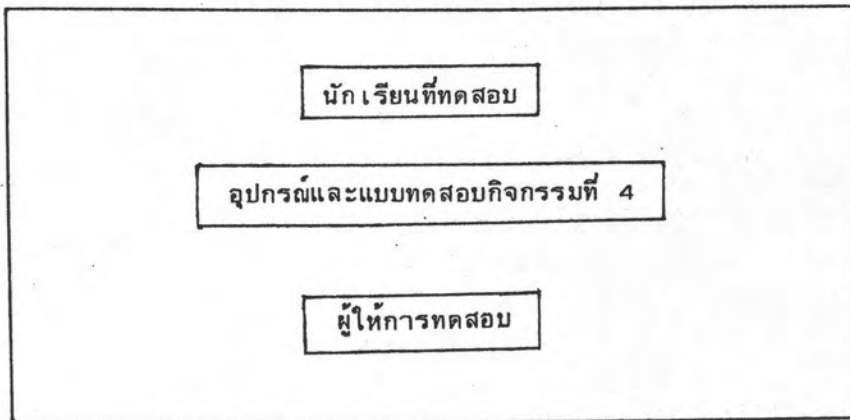 นักเรียนที่ทดสอบ
อุปกรณ์และแบบทดสอบกิจกรรมที่ 4
ผู้ให้การทดสอบ